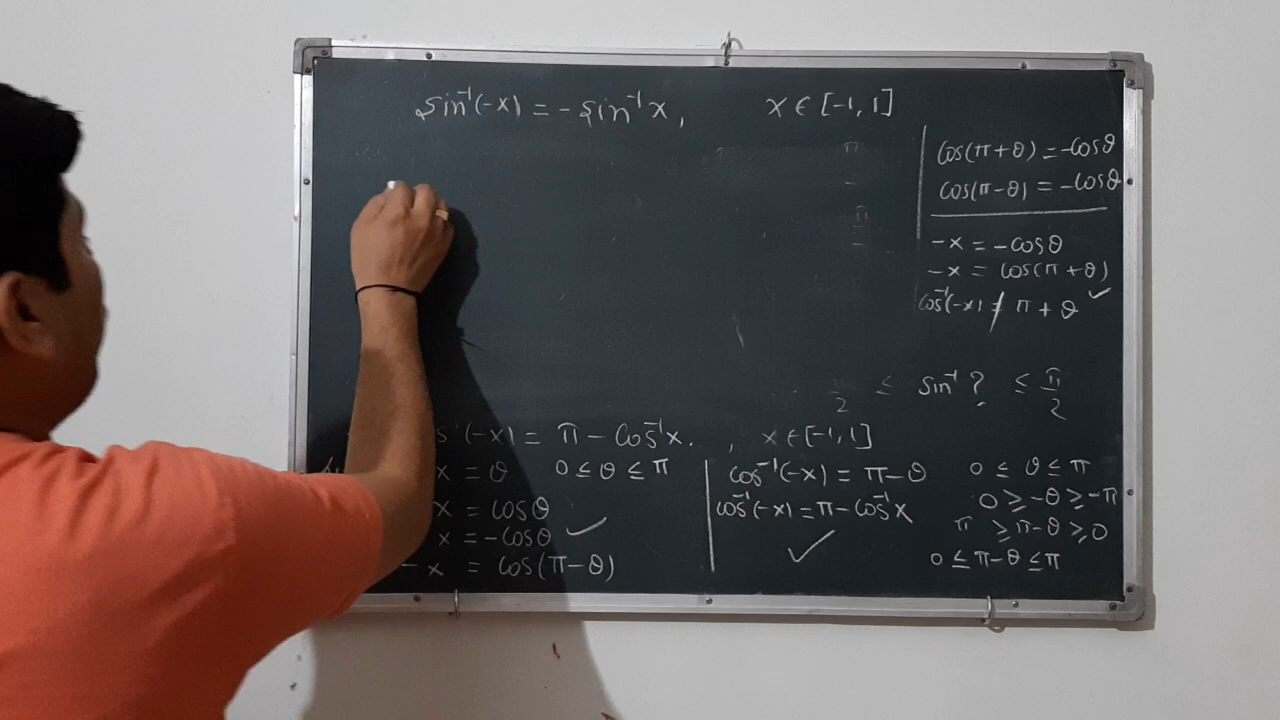 sin⁻¹(-x) = -sin⁻¹x, x ∈ [-1, 1]
cos(π+θ) = -cosθ
cos(π-θ) = -cosθ
-x = -cosθ
-x = cos(π+θ)
cos⁻¹(-x) ≠ π+θ ✓
π/2 ≤ sin⁻¹ ? ≤ π/2
s⁻¹(-x) = π - cos⁻¹x. , x ∈ [-1, 1]
x = θ 0 ≤ θ ≤ π
x = cosθ
x = -cosθ ✓
-x = cos(π-θ)
cos⁻¹(-x) = π-θ
cos⁻¹(-x) = π-cos⁻¹x
✓
0 ≤ θ ≤ π
0 ≥ -θ ≥ -π
π ≥ π-θ ≥ 0
0 ≤ π-θ ≤ π